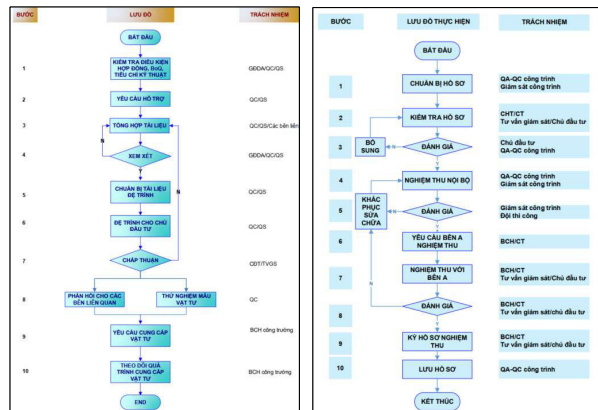 BƯỚC
LƯU ĐỒ
TRÁCH NHIỆM
BẮT ĐẦU
1
KIỂM TRA ĐIỀU KIỆN
HỢP ĐỒNG, BoQ,
TIÊU CHÍ KỸ THUẬT
GĐDA/QC/QS
2
YÊU CẦU HỖ TRỢ
QC/QS
3
TỔNG HỢP TÀI LIỆU
QC/QS/Các bên liên
N
4
XEM XÉT
GĐDA/QC/QS
Y
N
5
CHUẨN BỊ TÀI LIỆU
ĐỆ TRÌNH
QC/QS
6
ĐỆ TRÌNH CHO CHỦ
ĐẦU TƯ
QC/QS
7
CHẤP THUẬN
CĐT/TVGS
8
PHẢN HỒI CHO CÁC
BÊN LIÊN QUAN
THỬ NGHIỆM MẪU
VẬT TƯ
QC
9
YÊU CẦU CUNG CẤP
VẬT TƯ
BCH công trường
10
THEO DÕI QUÁ
TRÌNH CUNG CẤP
VẬT TƯ
BCH công trường
END
BƯỚC
LƯU ĐỒ THỰC HIỆN
TRÁCH NHIỆM
BẮT ĐẦU
1
CHUẨN BỊ HỒ SƠ
QA-QC công trình
Giám sát công trình
2
KIỂM TRA HỒ SƠ
CHT/CT
Tư vấn giám sát/Chủ đầu tư
3
BỔ
SUNG
N
ĐÁNH GIÁ
Chủ đầu tư
QA-QC công trình
Y
4
NGHIỆM THU NỘI BỘ
QA-QC công trình
Giám sát công trình
5
KHẮC
PHỤC
SỬA
CHỮA
N
ĐÁNH GIÁ
Giám sát công trình
Đội thi công
Y
6
YÊU CẦU BÊN A
NGHIỆM THU
BCH/CT
7
NGHIỆM THU VỚI
BÊN A
BCH/CT
Tư vấn giám sát/Chủ đầu tư
N
8
ĐÁNH GIÁ
BCH/CT
Tư vấn giám sát/chủ đầu tư
Y
9
KÝ HỒ SƠ NGHIỆM
THU
BCH/CT
Tư vấn giám sát/chủ đầu tư
10
LƯU HỒ SƠ
QA-QC công trình
KẾT THÚC